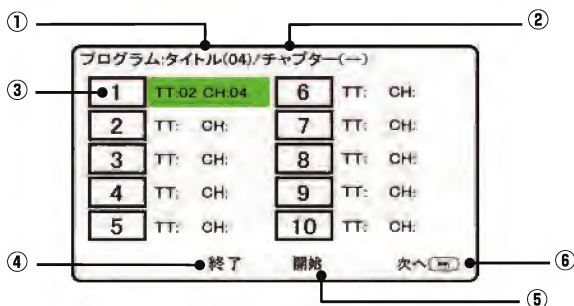 ① ②
プログラム:タイトル(04)/チャプター(--)
③ 1 TT:02 CH:04 6 TT: CH:
2 TT: CH: 7 TT: CH:
3 TT: CH: 8 TT: CH:
4 TT: CH: 9 TT: CH:
5 TT: CH: 10 TT: CH:
④ 終了 開始 次へ ⑥
⑤